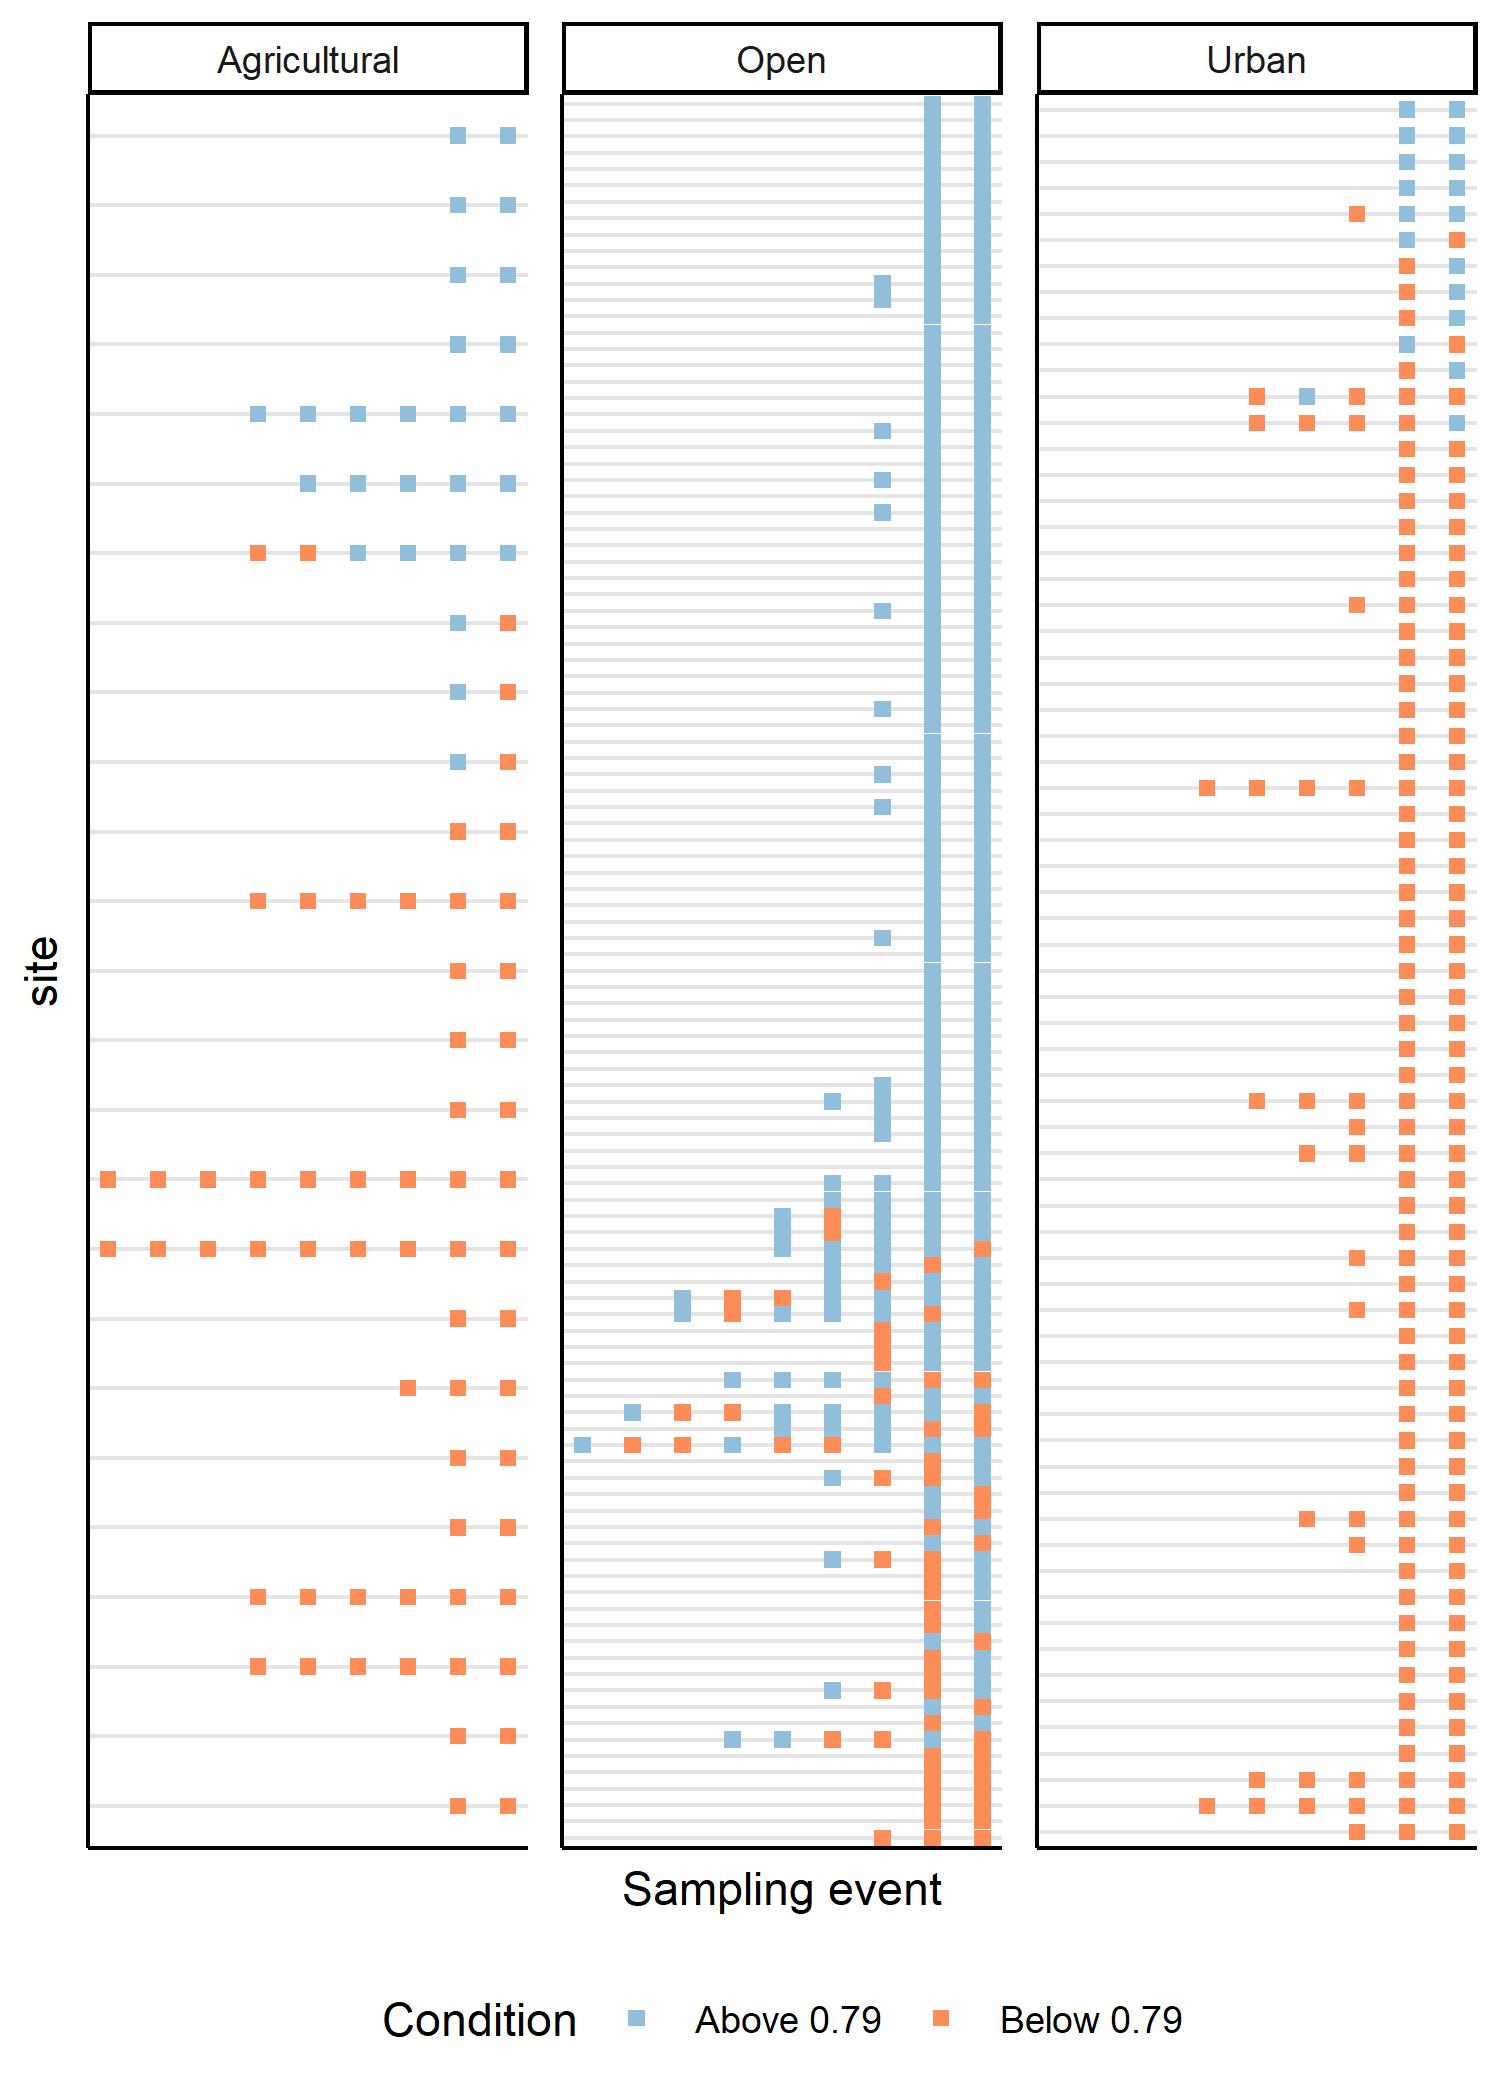 Agricultural
Open
Urban
site
Sampling event
Condition
Above 0.79
Below 0.79